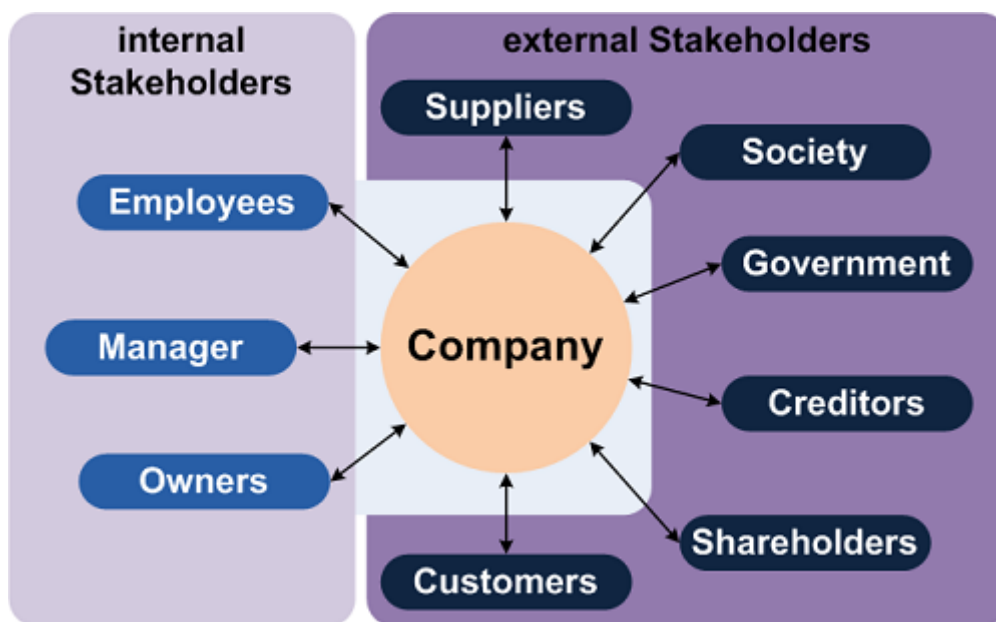 internal
Stakeholders
external Stakeholders
Suppliers
Society
Employees
Government
Manager
Company
Creditors
Owners
Shareholders
Customers